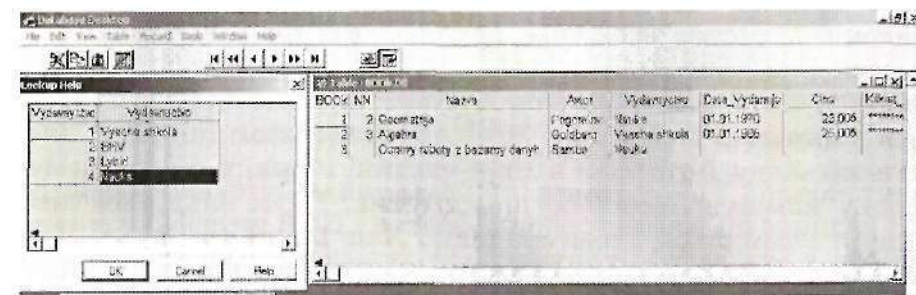 Database Desktop
File Edit View Table Record Tools Window Help
Lookup Help
Vydavnyctvo
1 Vyscha shkola
2 BHV
3 Lybid
4 Nauka
OK Cancel Help
BOOK NN Nazva Avtor Vydavnyctvo Data_Vydannja Cina
1 2 Geometrija Pogorelov Nauka 01.01.1970 23,00
2 3 Algebra Goldberg Vyscha shkola 01.01.1986 25,00
3 Osnovy roboty z bazamy danyh Nauka